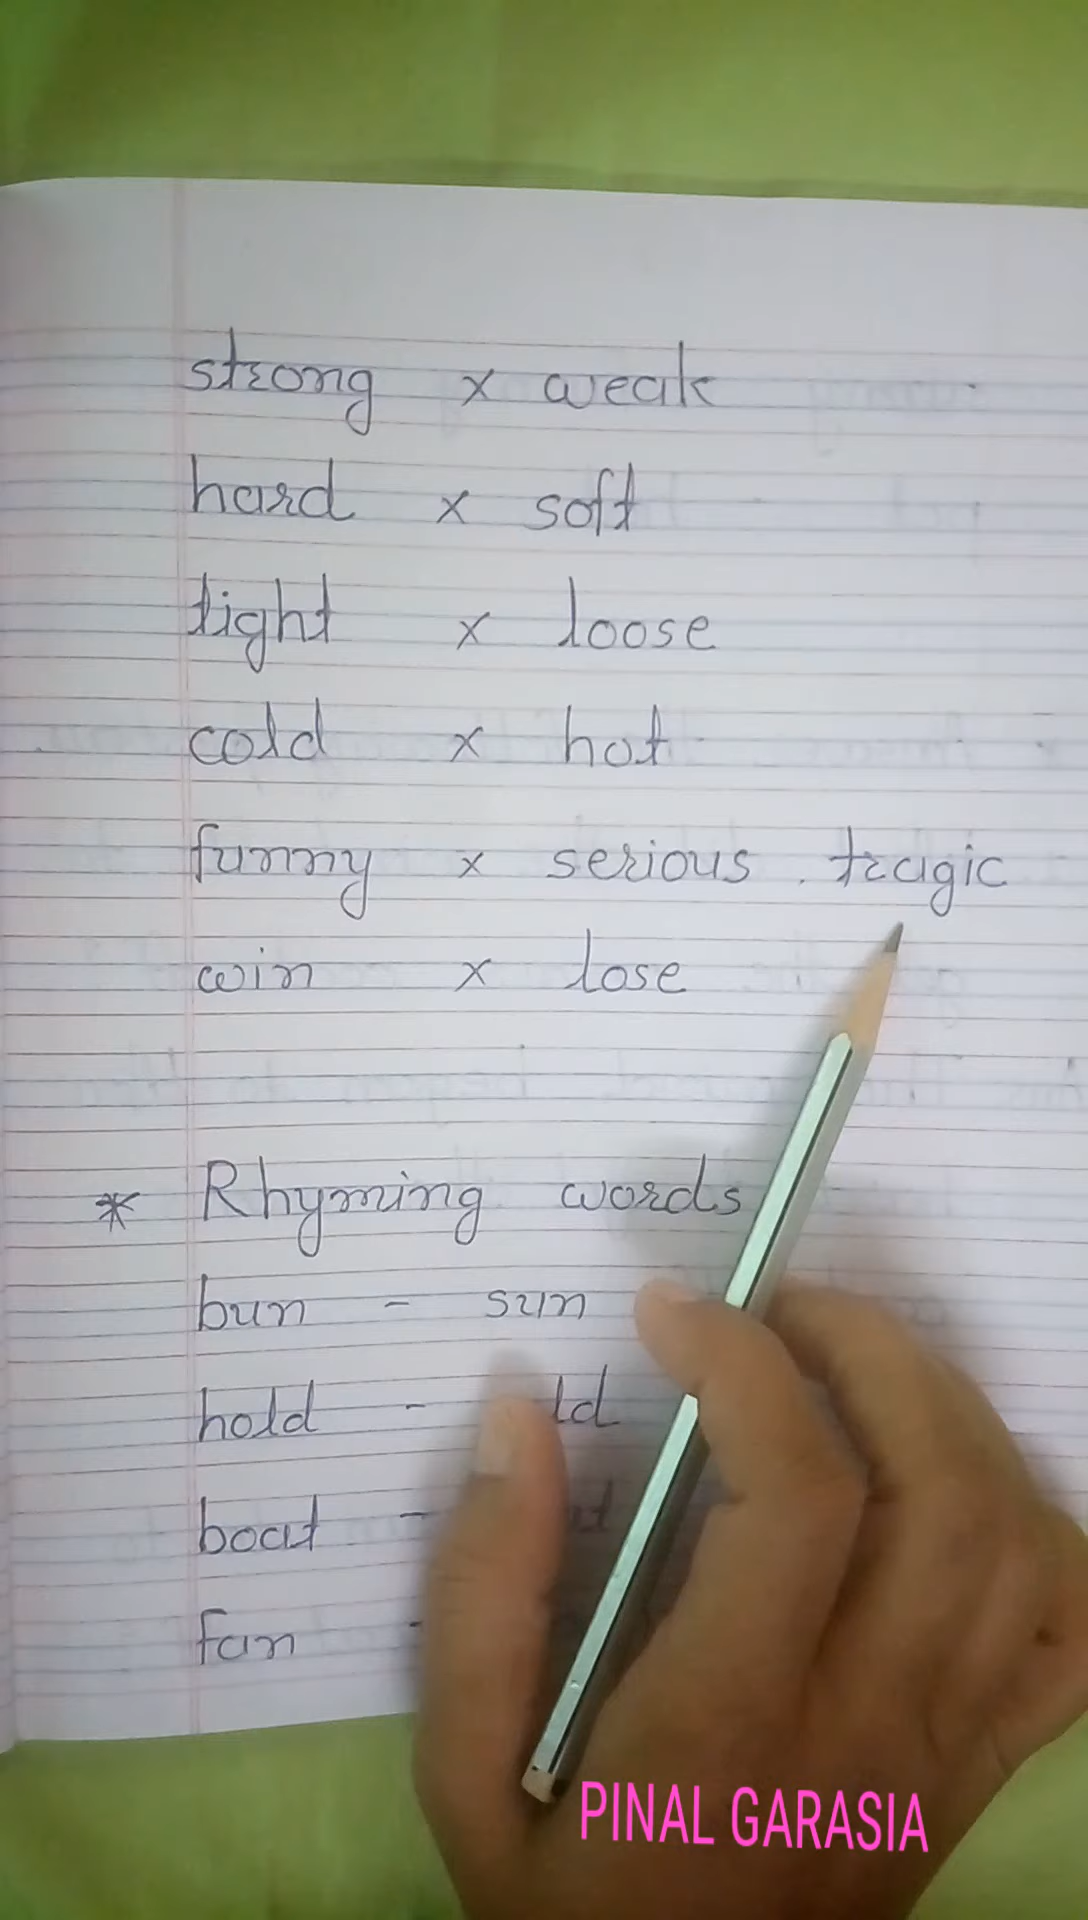 strong x weak
hard x soft
tight x loose
cold x hot
funny x serious . tragic
win x lose
* Rhyming words
bun - sun
hold -
boat -
fan -
PINAL GARASIA